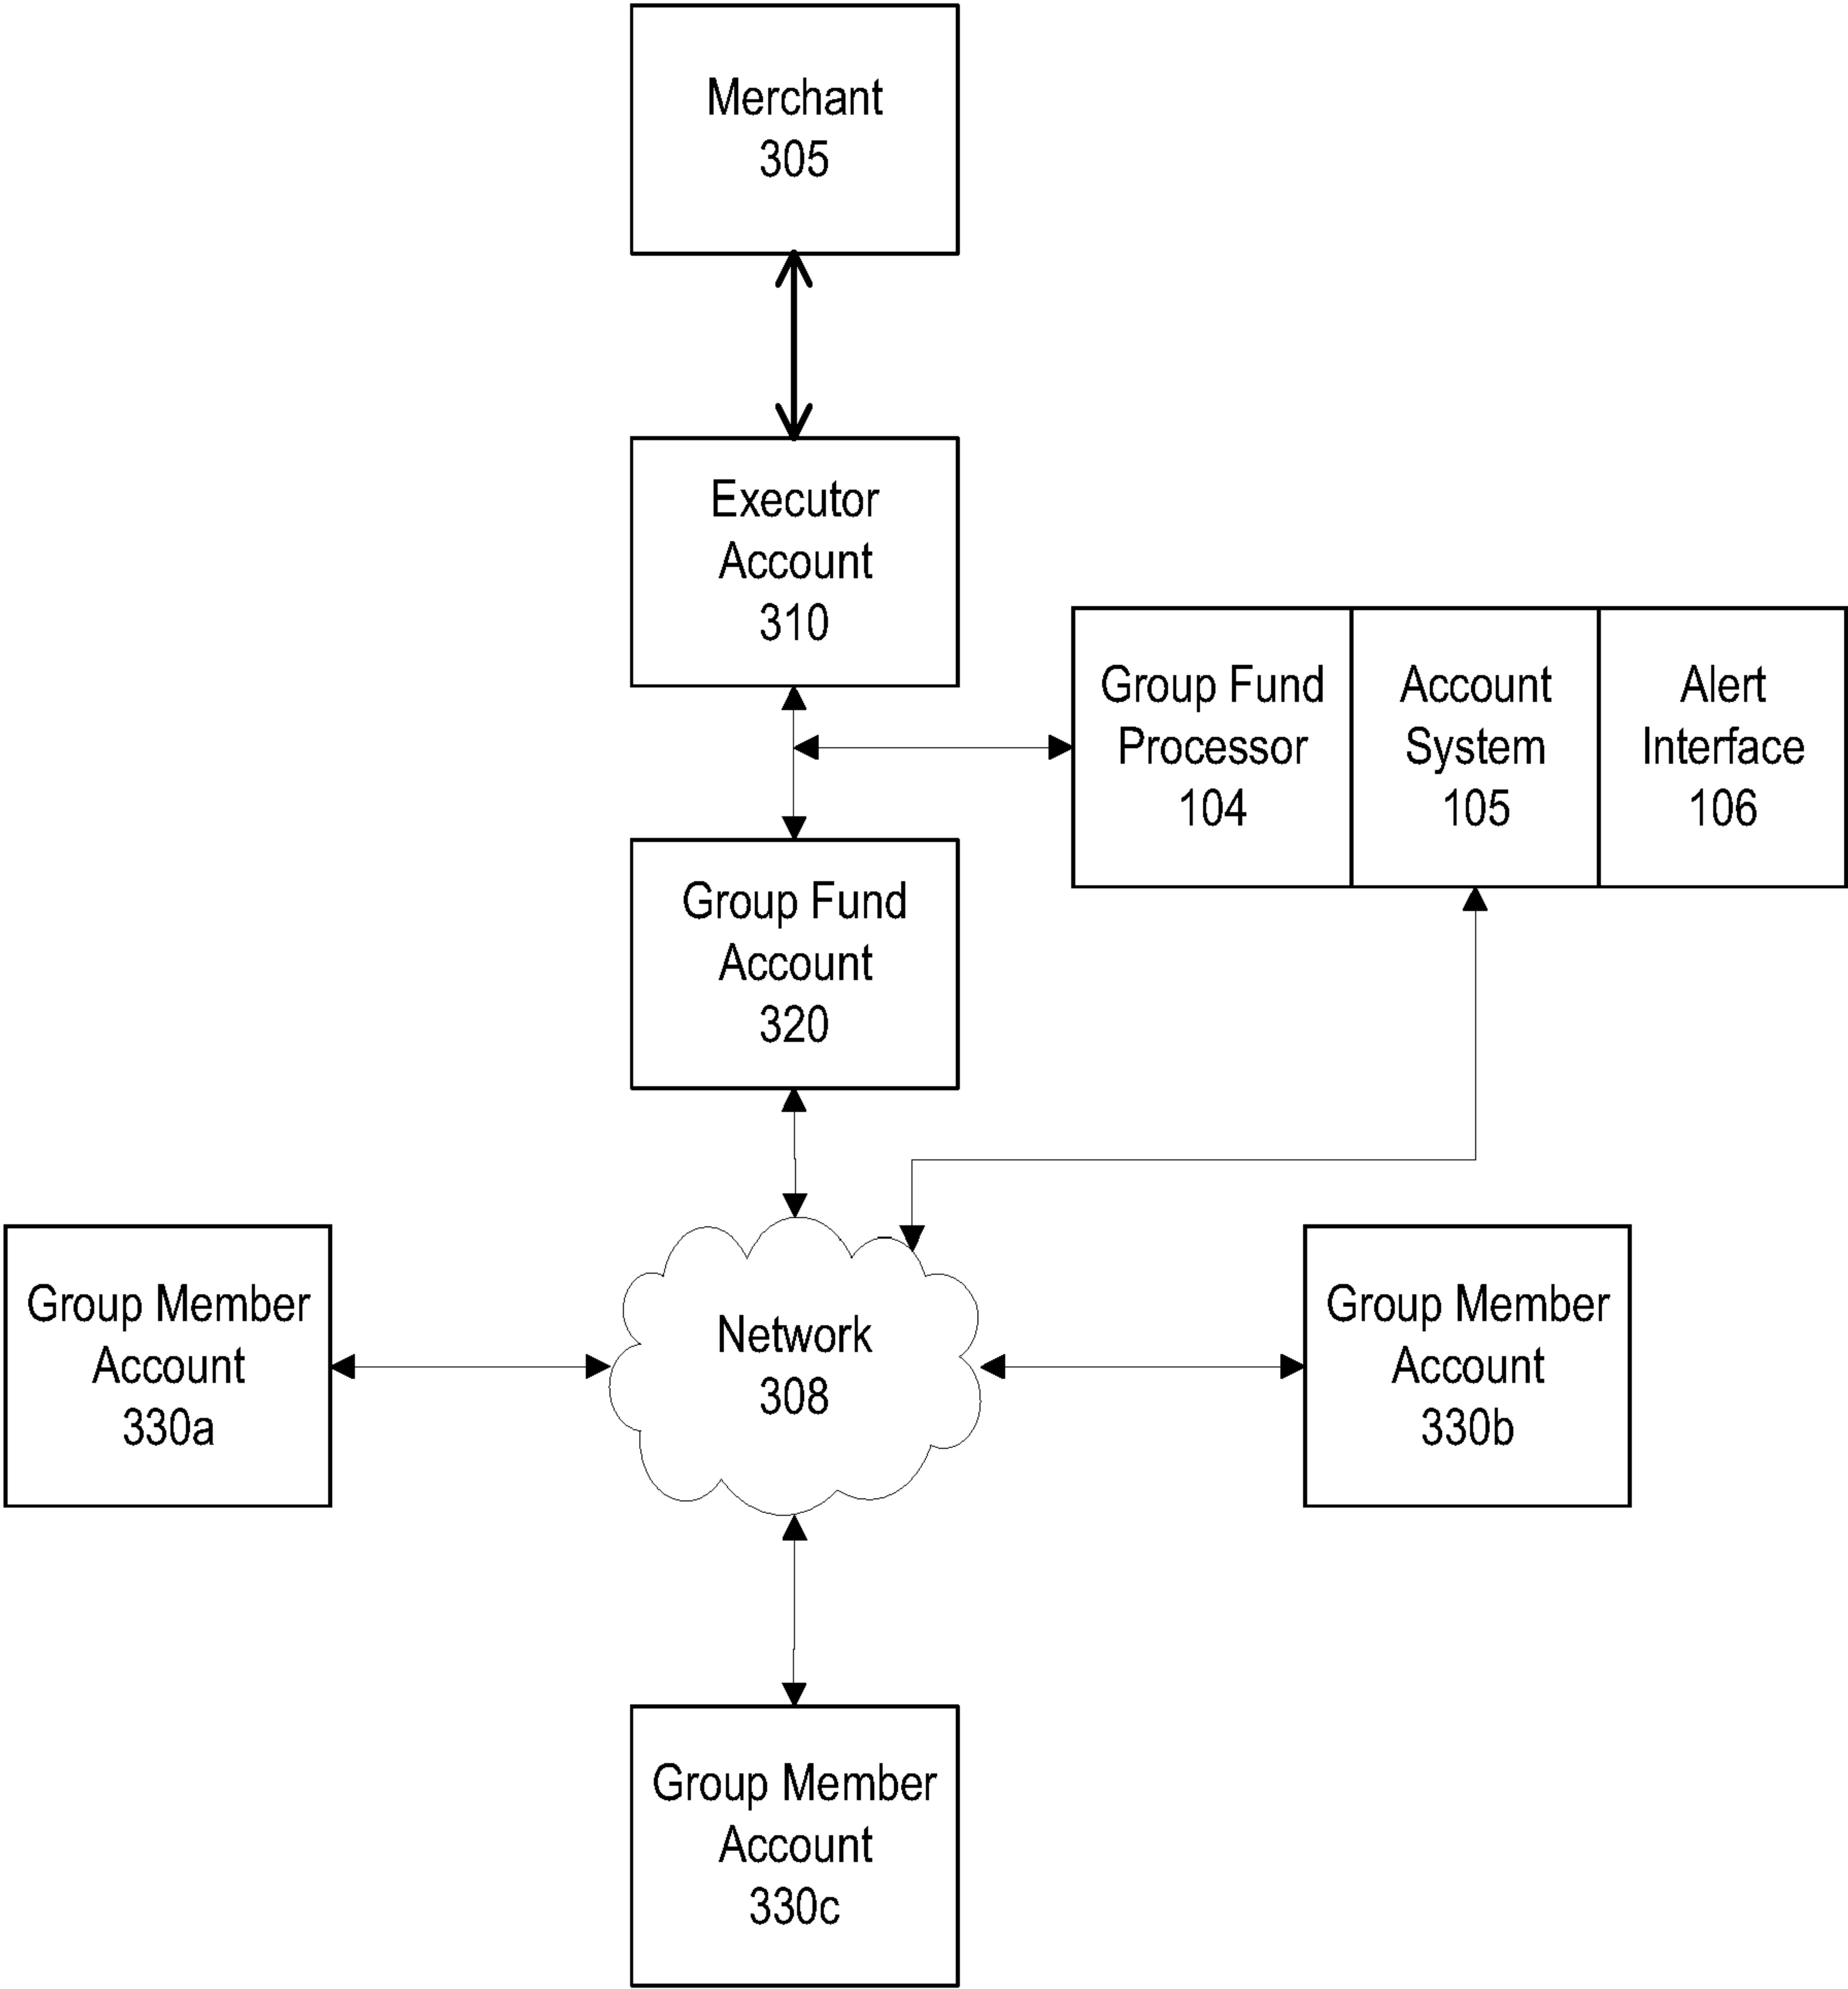 Merchant
305
Executor
Account
310
Group Fund
Processor
104
Account
System
105
Alert
Interface
106
Group Fund
Account
320
Group Member
Account
330a
Network
308
Group Member
Account
330b
Group Member
Account
330c